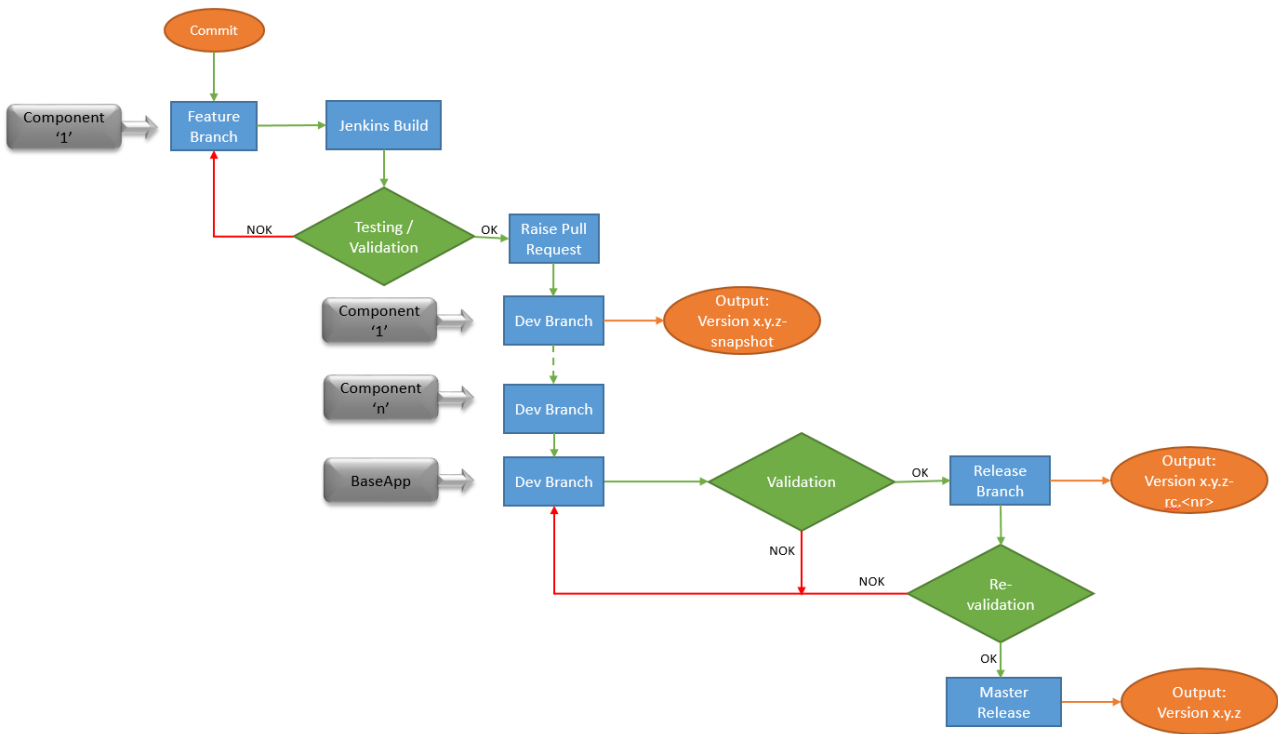 Commit
Component
‘1’
Feature
Branch
Jenkins Build
NOK
Testing /
Validation
OK
Raise Pull
Request
Component
‘1’
Dev Branch
Output:
Version x.y.z-
snapshot
Component
‘n’
Dev Branch
BaseApp
Dev Branch
Validation
OK
Release
Branch
Output:
Version x.y.z-
rc.<nr>
NOK
NOK
Re-
validation
OK
Master
Release
Output:
Version x.y.z